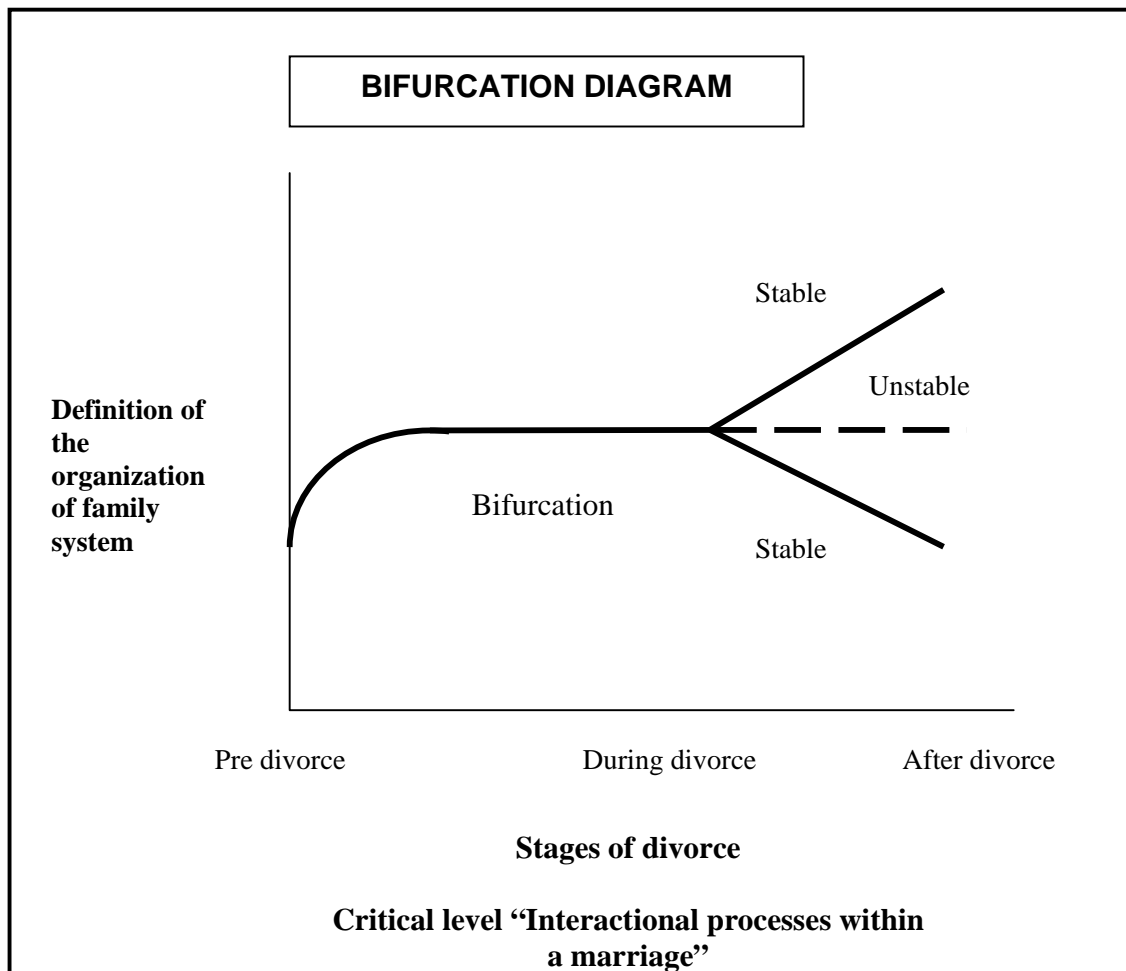 BIFURCATION DIAGRAM
Stable
Unstable
Definition of
the
organization
of family
system
Bifurcation
Stable
Pre divorce During divorce After divorce
Stages of divorce
Critical level “Interactional processes within
a marriage”